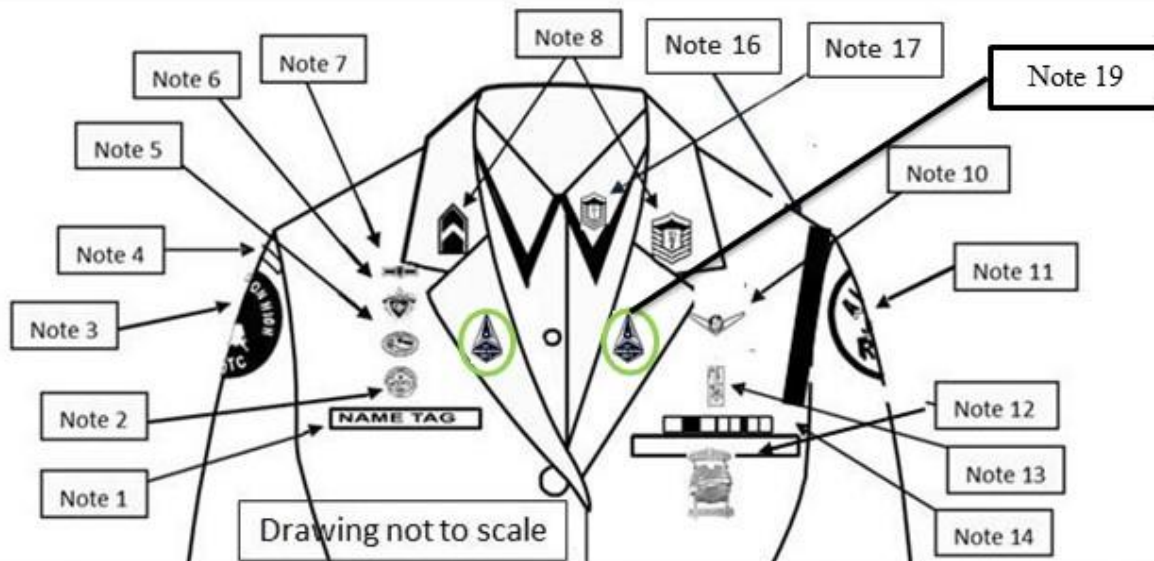 Note 8
Note 16
Note 17
Note 19
Note 7
Note 6
Note 5
Note 10
Note 4
Note 11
Note 3
NAME TAG
Note 2
Note 12
Note 1
Note 13
Drawing not to scale
Note 14